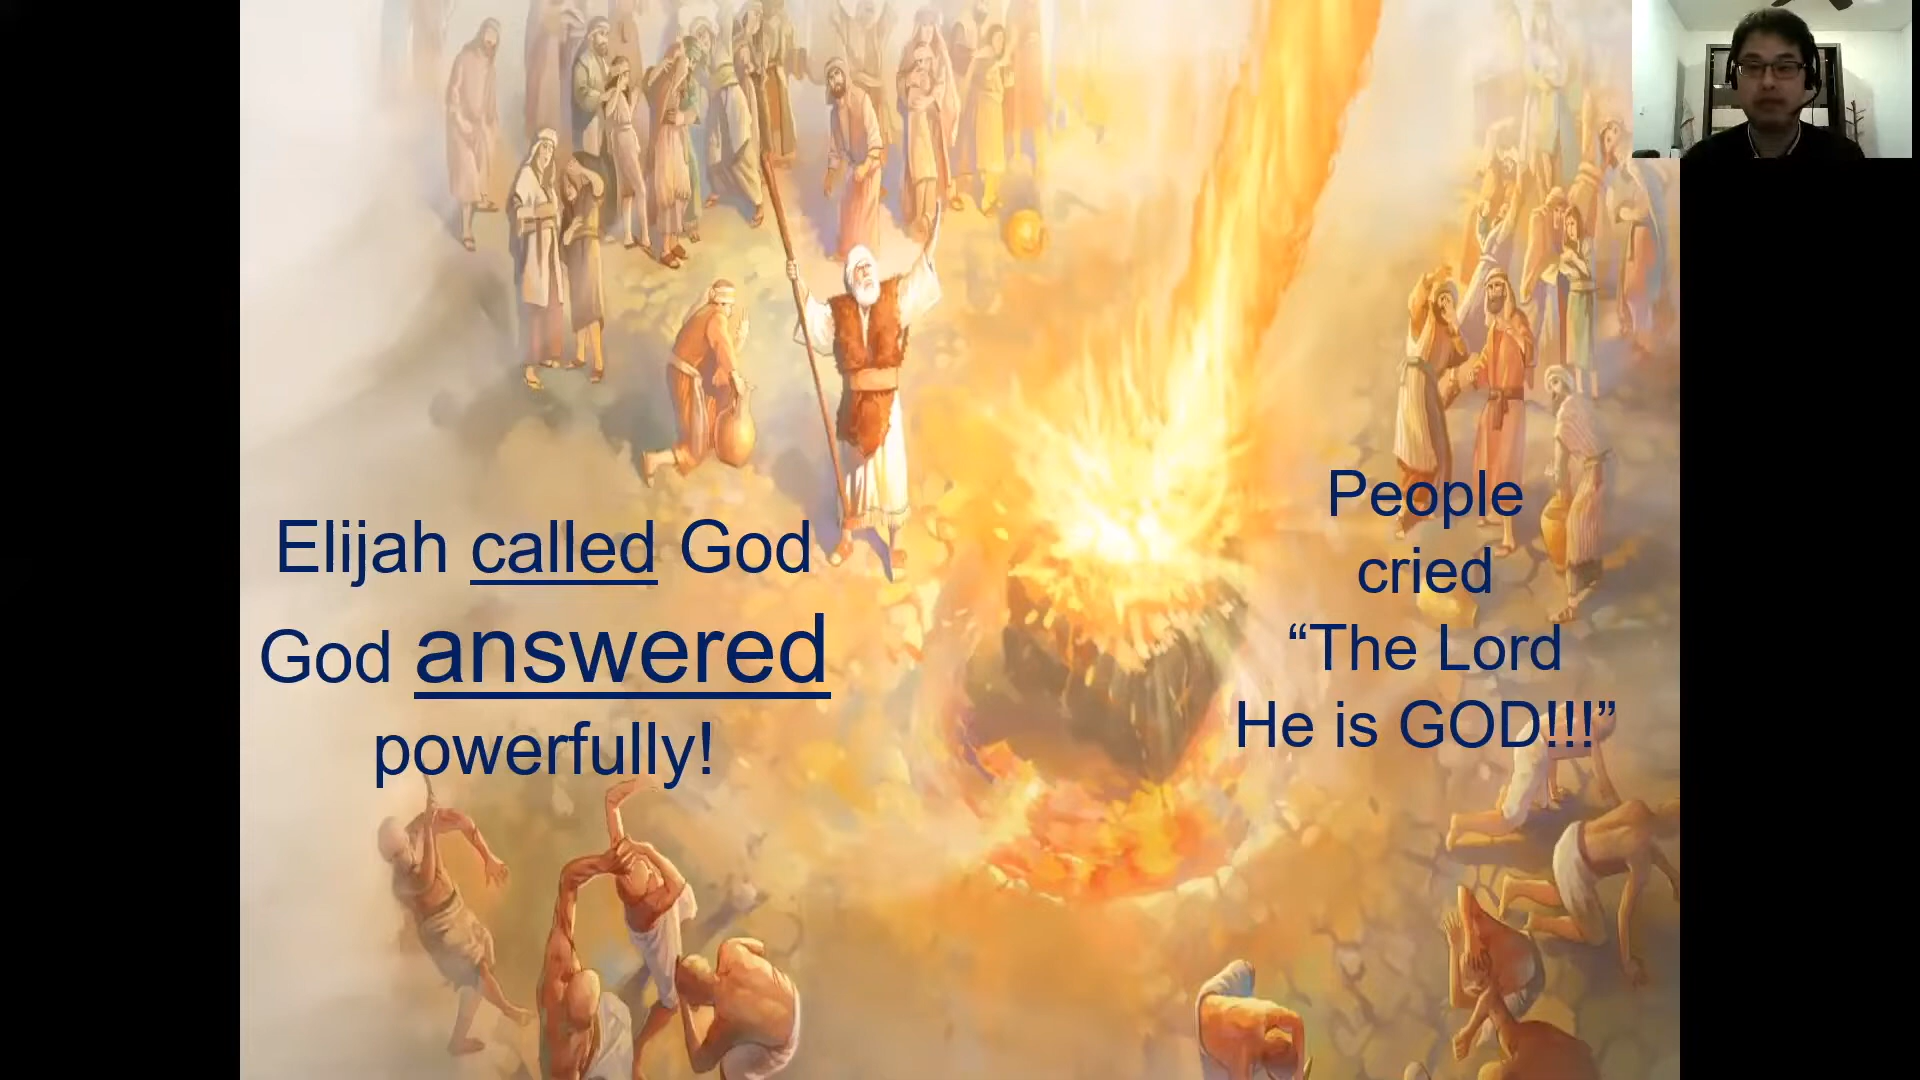 Elijah called God
God answered
powerfully!
People
cried
“The Lord
He is GOD!!!”